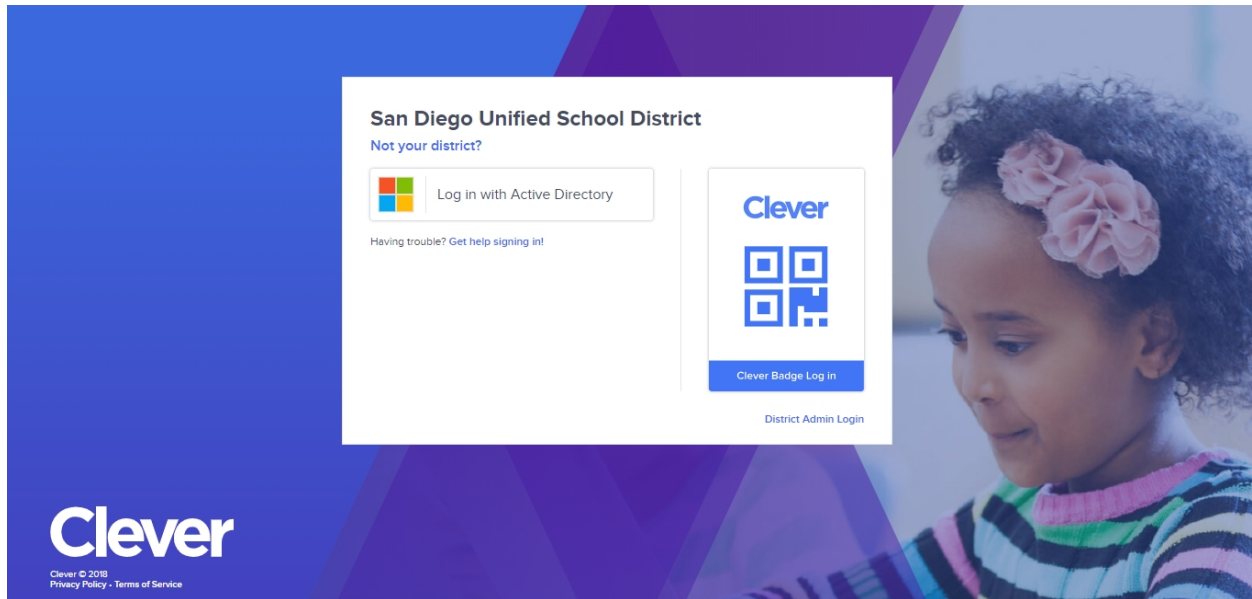 San Diego Unified School District
Not your district?
Log in with Active Directory
Having trouble? Get help signing in!
Clever
Clever Badge Log in
District Admin Login
Clever
Clever © 2018
Privacy Policy • Terms of Service